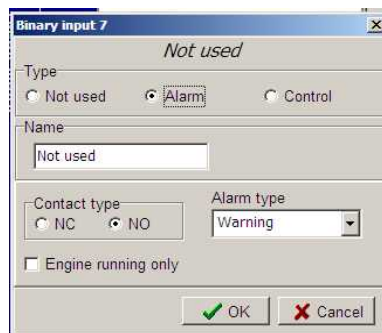 Binary input 7
Not used
Type
Not used Alarm Control
Name
Not used
Contact type
NC NO
Alarm type
Warning
Engine running only
OK Cancel